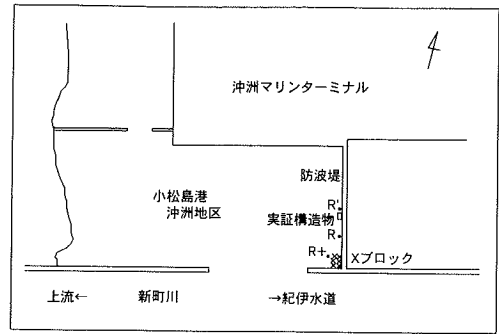 沖洲マリンターミナル
防波堤
小松島港
沖洲地区
R'
実証構造物
R
R+
Xブロック
上流←
新町川
→紀伊水道